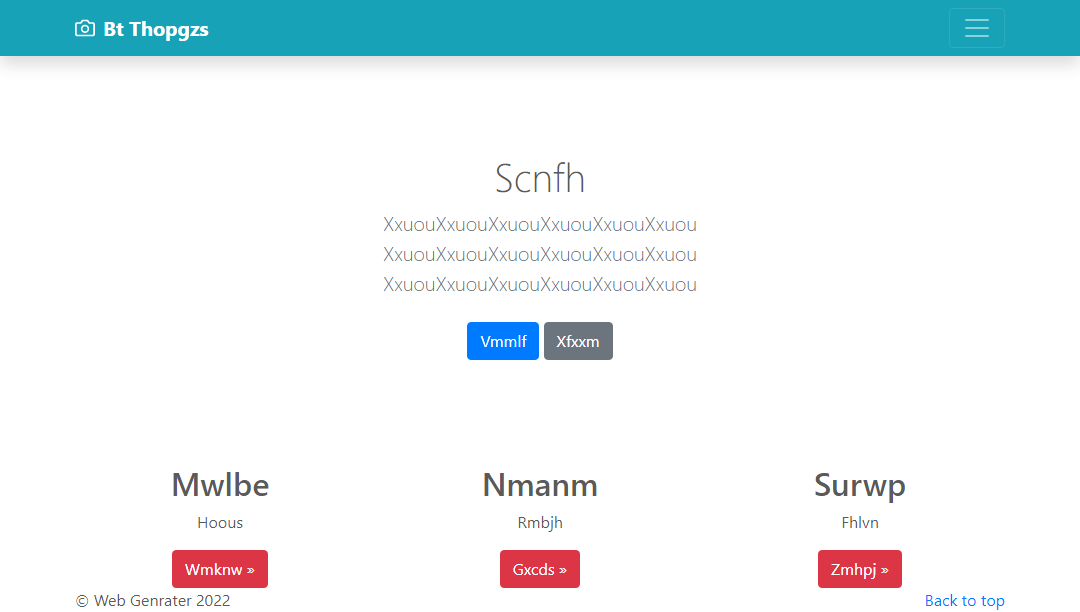 Bt Thopgzs
Scnfh
XxuouXxuouXxuouXxuouXxuouXxuou
XxuouXxuouXxuouXxuouXxuouXxuou
XxuouXxuouXxuouXxuouXxuouXxuou
Vmmlf Xfxxm
Mwlbe Nmanm Surwp
Hoous Rmbjh Fhlvn
Wmknw » Gxcds » Zmhpj »
© Web Genrater 2022 Back to top